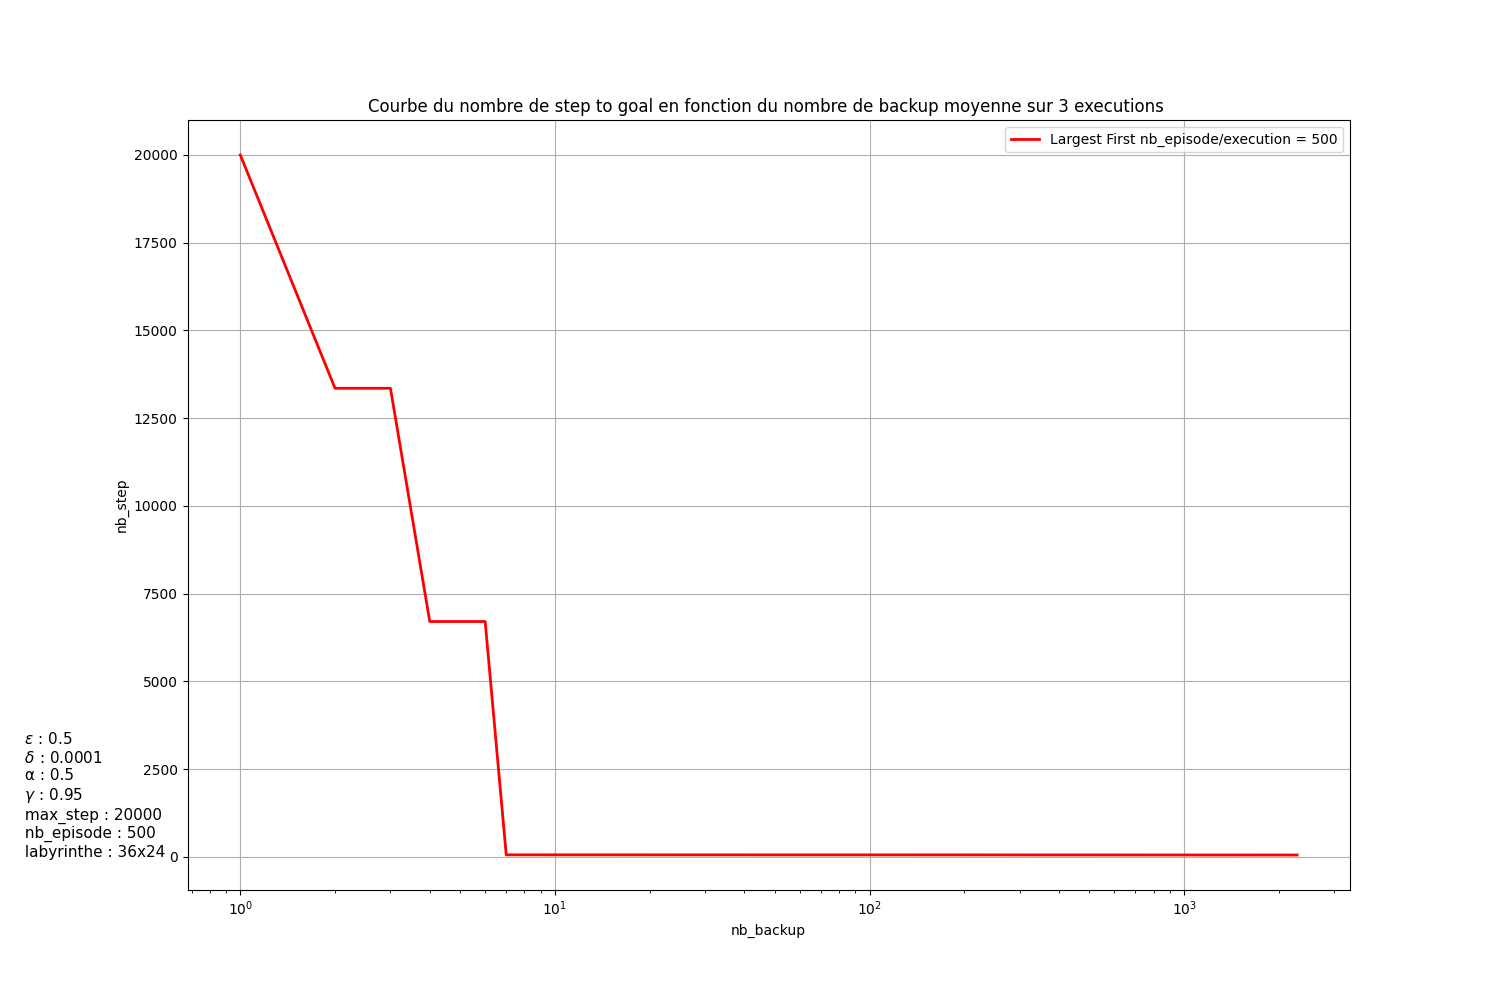 Courbe du nombre de step to goal en fonction du nombre de backup moyenne sur 3 executions
Largest First nb_episode/execution = 500
20000
17500
15000
12500
10000
7500
5000
2500
0
nb_step
ε : 0.5
δ : 0.0001
α : 0.5
γ : 0.95
max_step : 20000
nb_episode : 500
labyrinthe : 36x24
10⁰ 10¹ 10² 10³
nb_backup